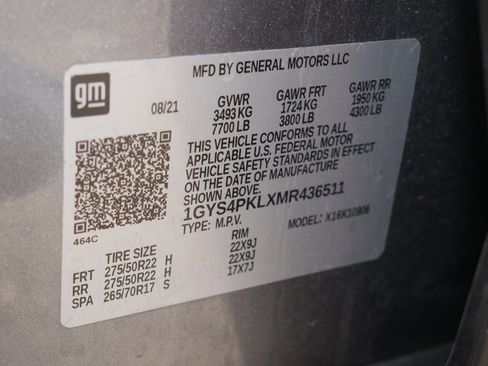 gm
MFD BY GENERAL MOTORS LLC
08/21 GVWR GAWR FRT GAWR RR
3493 KG 1724 KG 1950 KG
7700 LB 3800 LB 4300 LB
THIS VEHICLE CONFORMS TO ALL
APPLICABLE U.S. FEDERAL MOTOR
VEHICLE SAFETY STANDARDS IN EFFECT
ON THE DATE OF MANUFACTURE
SHOWN ABOVE.
1GYS4PKLXMR436511
TYPE: M.P.V. MODEL: X16K10906
464C
TIRE SIZE RIM
FRT 275/50R22 H 22X9J
RR 275/50R22 H 22X9J
SPA 265/70R17 S 17X7J